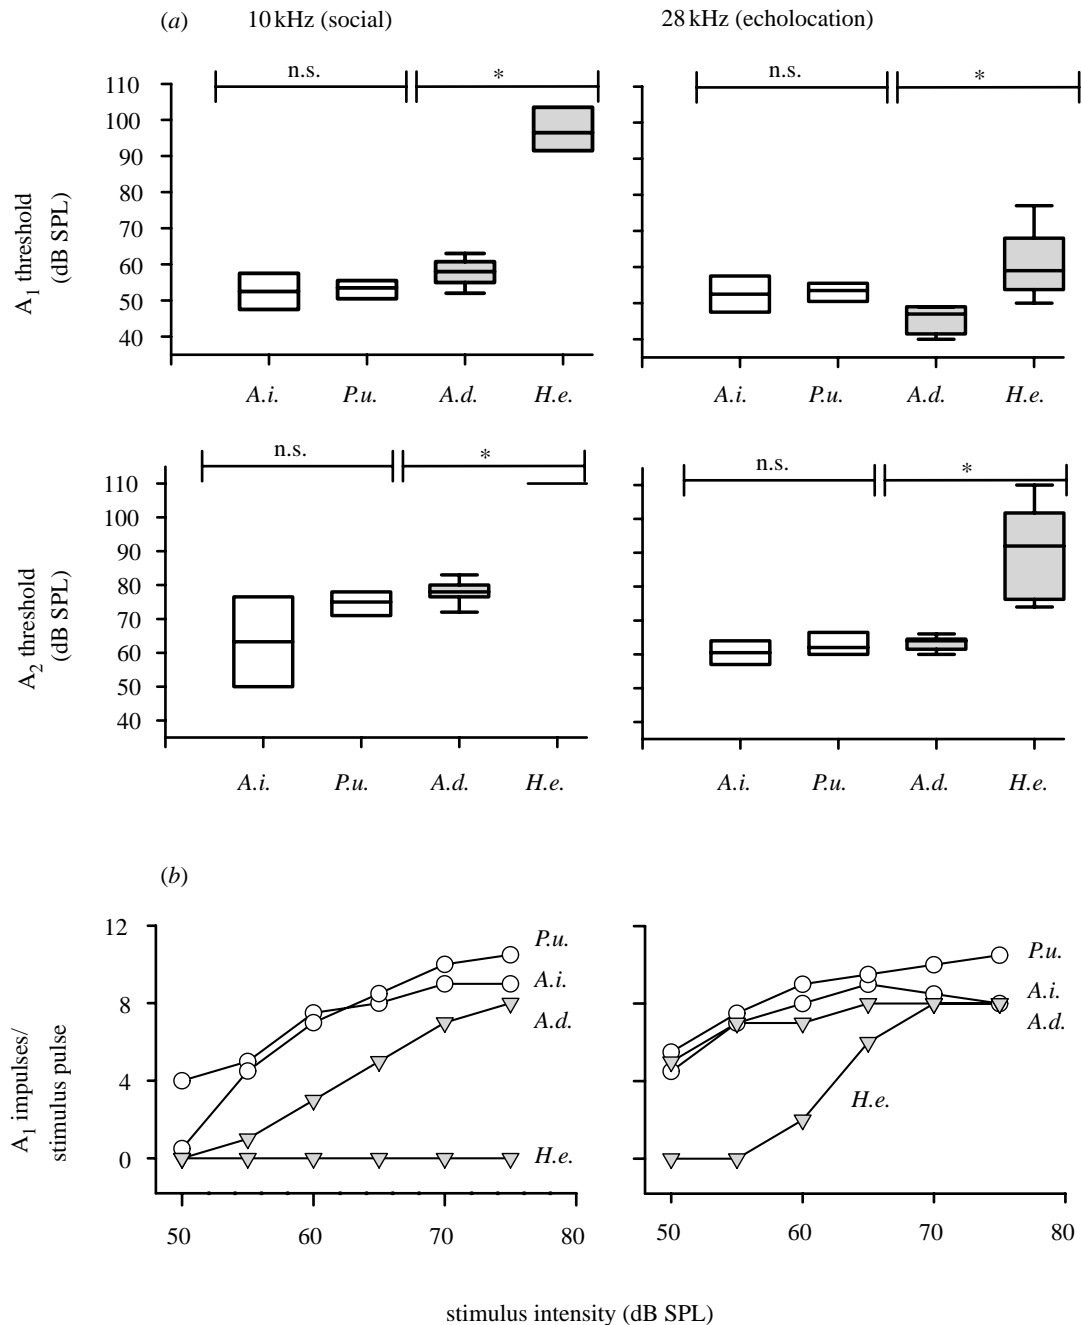 (a) 10 kHz (social) 28 kHz (echolocation)
n.s. * n.s. *
110
100
90
80
70
60
50
40
A1 threshold
(dB SPL)
A.i. P.u. A.d. H.e. A.i. P.u. A.d. H.e.
n.s. * n.s. *
110
100
90
80
70
60
50
40
A2 threshold
(dB SPL)
A.i. P.u. A.d. H.e. A.i. P.u. A.d. H.e.
(b)
12
8
4
0
A1 impulses/
stimulus pulse
P.u.
A.i.
A.d.
H.e.
P.u.
A.i.
A.d.
H.e.
50 60 70 80 50 60 70 80
stimulus intensity (dB SPL)